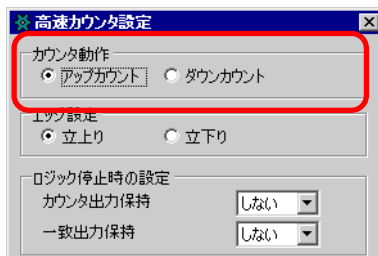 高速カウンタ設定
カウンタ動作
アップカウント ダウンカウント
エッジ設定
立上り 立下り
ロジック停止時の設定
カウンタ出力保持 しない
一致出力保持 しない